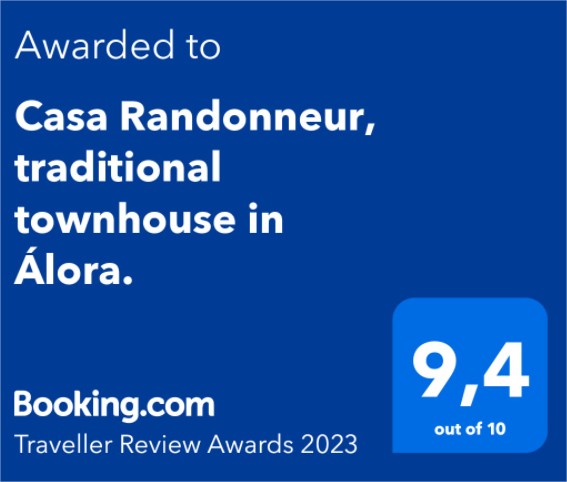 Awarded to
Casa Randonneur,
traditional
townhouse in
Álora.
9,4
out of 10
Booking.com
Traveller Review Awards 2023